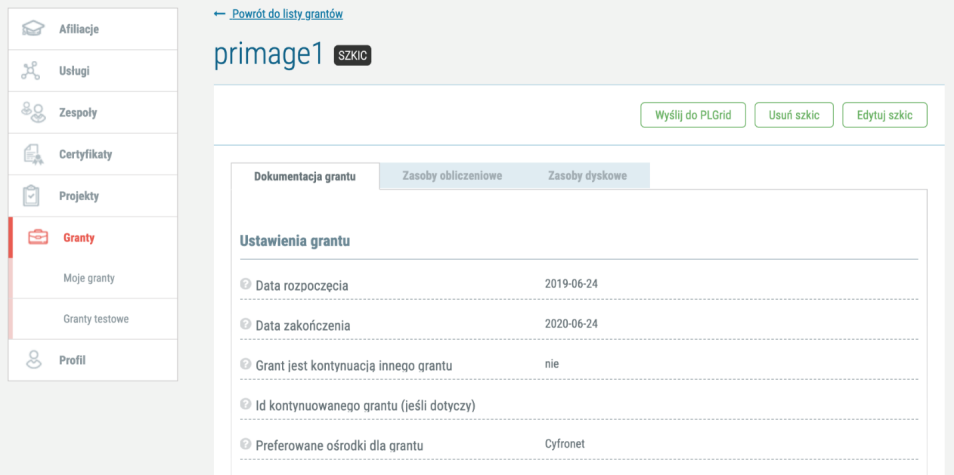 Afiliacje
Usługi
Zespoły
Certyfikaty
Projekty
Granty
Moje granty
Granty testowe
Profil
← Powrót do listy grantów
primage1 SZKIC
Wyślij do PLGrid Usuń szkic Edytuj szkic
Dokumentacja grantu Zasoby obliczeniowe Zasoby dyskowe
Ustawienia grantu
? Data rozpoczęcia 2019-06-24
? Data zakończenia 2020-06-24
? Grant jest kontynuacją innego grantu nie
? Id kontynuowanego grantu (jeśli dotyczy)
? Preferowane ośrodki dla grantu Cyfronet